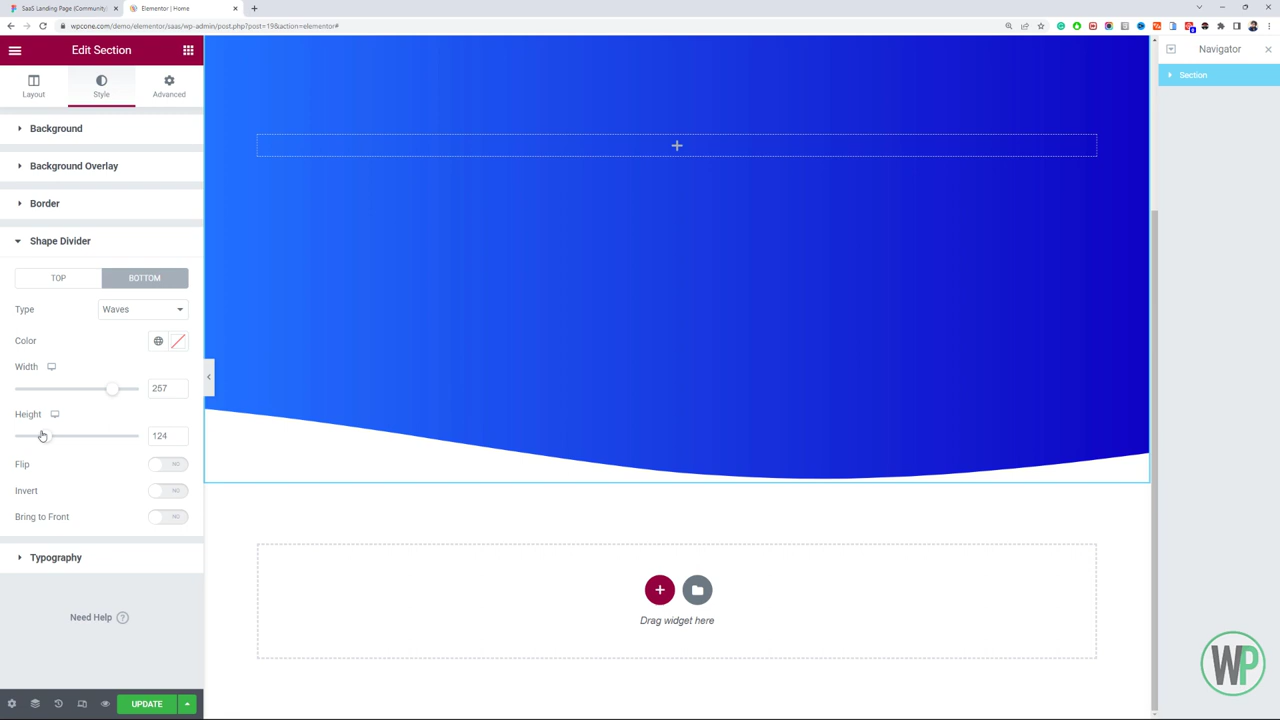 SaaS Landing Page (Community)
Elementor | Home
wpcone.com/demo/elementor/saas/wp-admin/post.php?post=19&action=elementor#
Edit Section
Layout
Style
Advanced
Background
Background Overlay
Border
Shape Divider
TOP
BOTTOM
Type
Waves
Color
Width
257
Height
124
Flip
NO
Invert
NO
Bring to Front
NO
Typography
Need Help
UPDATE
Drag widget here
Navigator
Section
WP